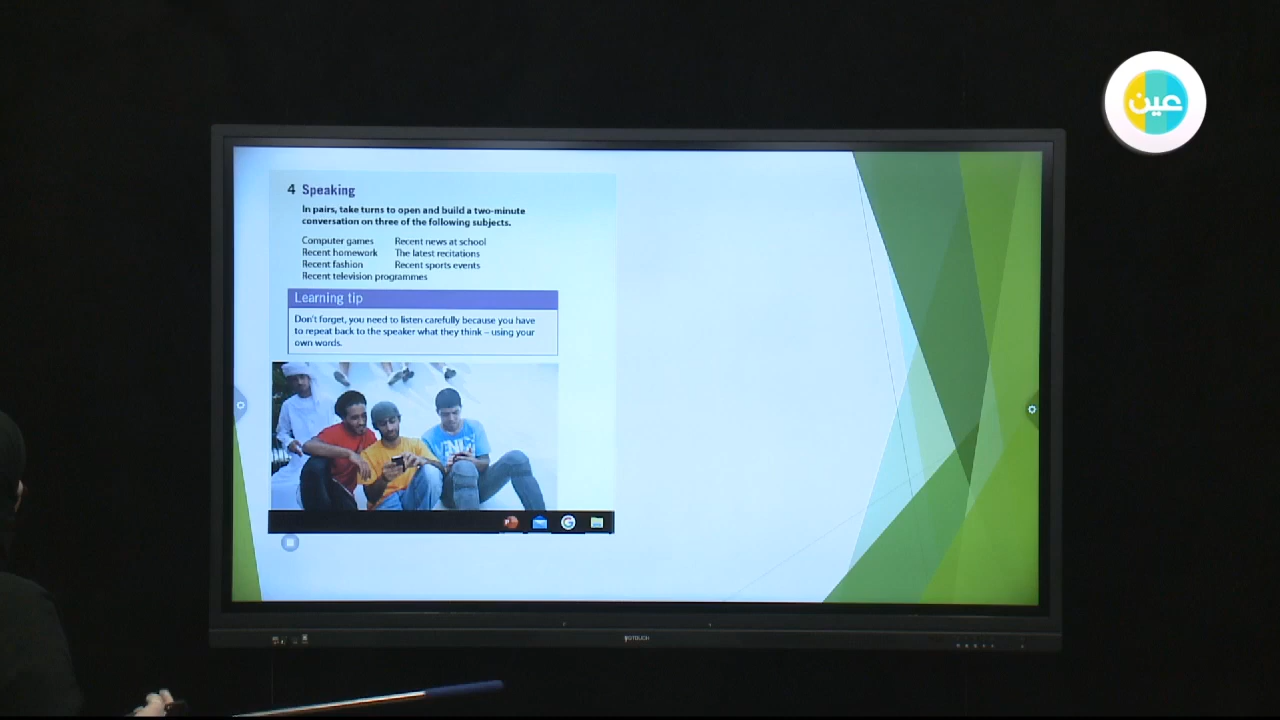 عين
4 Speaking
In pairs, take turns to open and build a two-minute
conversation on three of the following subjects.
Computer games Recent news at school
Recent homework The latest recitations
Recent fashion Recent sports events
Recent television programmes
Learning tip
Don't forget, you need to listen carefully because you have
to repeat back to the speaker what they think – using your
own words.